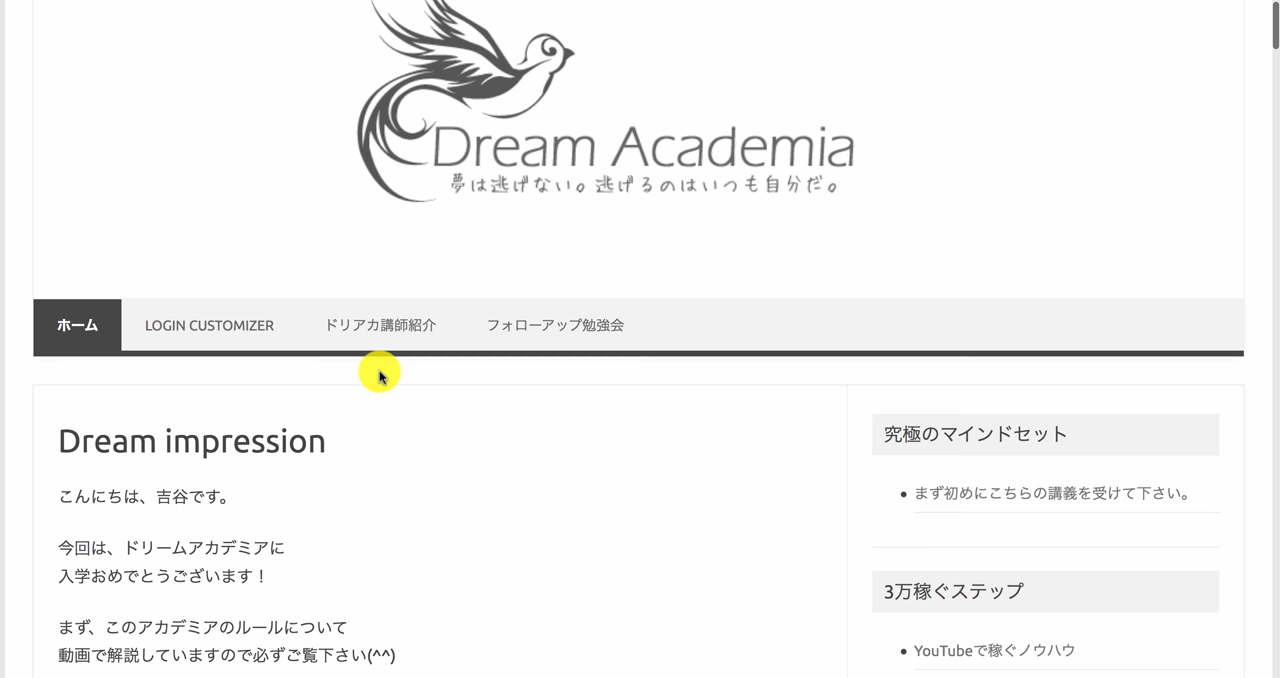 Dream Academia
夢は逃げない。逃げるのはいつも自分だ。
ホーム
LOGIN CUSTOMIZER
ドリアカ講師紹介
フォローアップ勉強会
Dream impression
こんにちは、吉谷です。
今回は、ドリームアカデミアに
入学おめでとうございます！
まず、このアカデミアのルールについて
動画で解説していますので必ずご覧下さい(^^)
究極のマインドセット
まず初めにこちらの講義を受けて下さい。
3万稼ぐステップ
YouTubeで稼ぐノウハウ